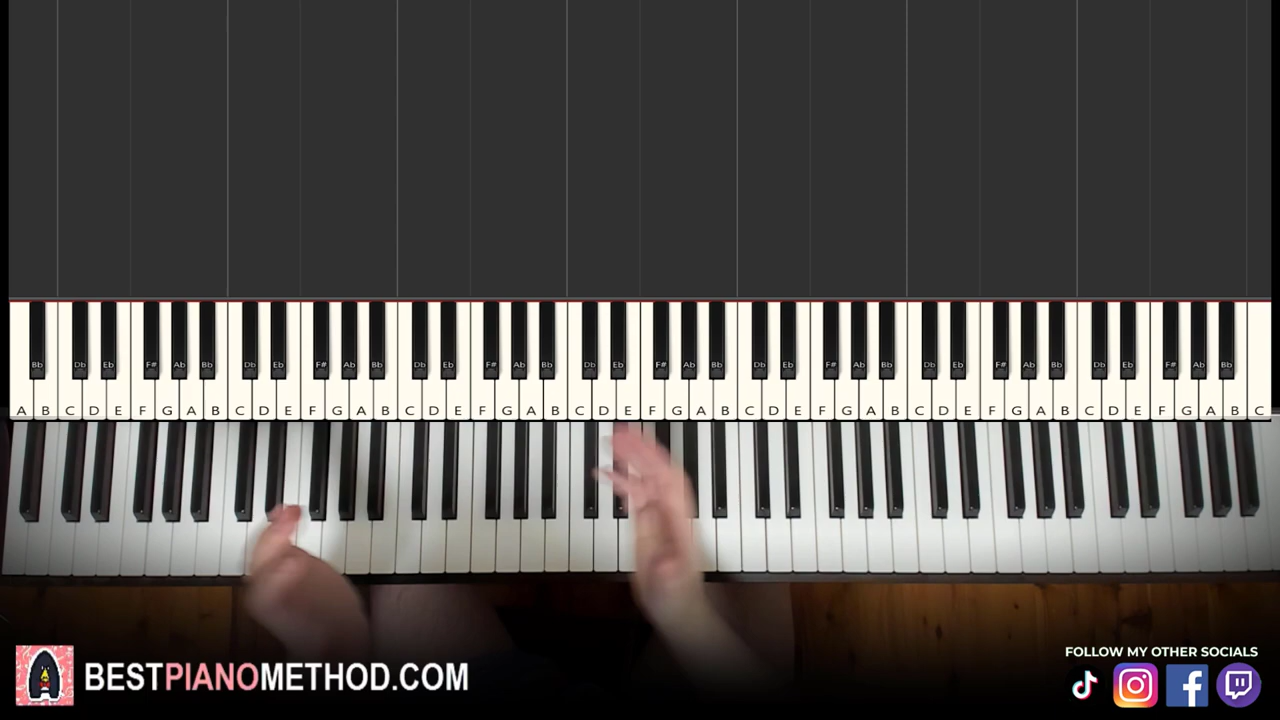 Bb Db Eb F# Ab Bb Db Eb F# Ab Bb Db Eb F# Ab Bb Db Eb F# Ab Bb Db Eb F# Ab Bb Db Eb F# Ab Bb Db Eb F# Ab Bb
A B C D E F G A B C D E F G A B C D E F G A B C D E F G A B C D E F G A B C D E F G A B C D E F G A B C
FOLLOW MY OTHER SOCIALS
BESTPIANOMETHOD.COM